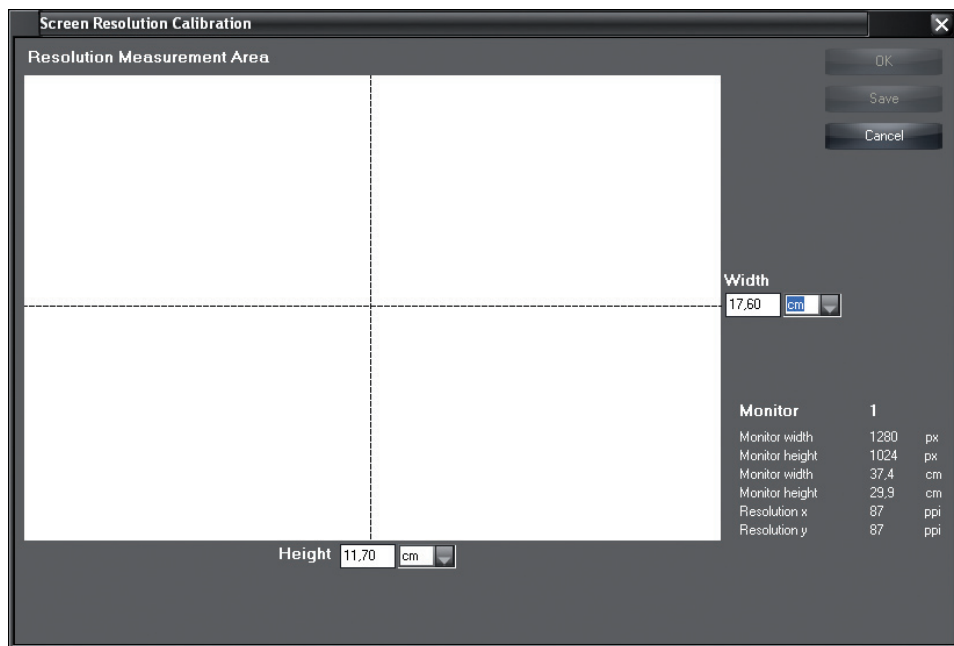 Screen Resolution Calibration
Resolution Measurement Area
OK
Save
Cancel
Width
17,60 cm
Monitor 1
Monitor width 1280 px
Monitor height 1024 px
Monitor width 37,4 cm
Monitor height 29,9 cm
Resolution x 87 ppi
Resolution y 87 ppi
Height 11,70 cm